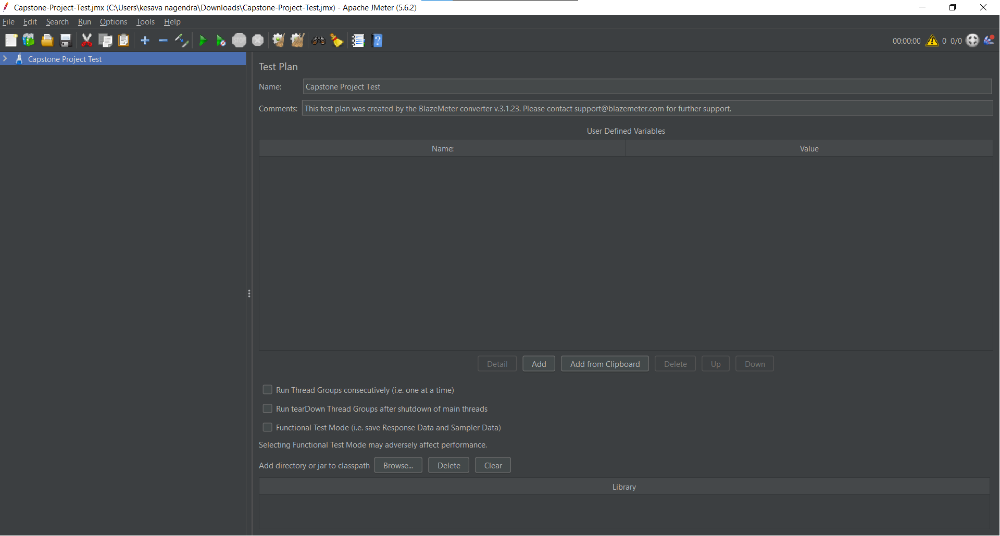 Capstone-Project-Test.jmx (C:\Users\kesava nagendra\Downloads\Capstone-Project-Test.jmx) - Apache JMeter (5.6.2)
File Edit Search Run Options Tools Help
STOP 00:00:00 0 0/0
Capstone Project Test
Test Plan
Name: Capstone Project Test
Comments: This test plan was created by the BlazeMeter converter v.3.1.23. Please contact support@blazemeter.com for further support.
User Defined Variables
Name: Value
Detail Add Add from Clipboard Delete Up Down
Run Thread Groups consecutively (i.e. one at a time)
Run tearDown Thread Groups after shutdown of main threads
Functional Test Mode (i.e. save Response Data and Sampler Data)
Selecting Functional Test Mode may adversely affect performance.
Add directory or jar to classpath Browse... Delete Clear
Library